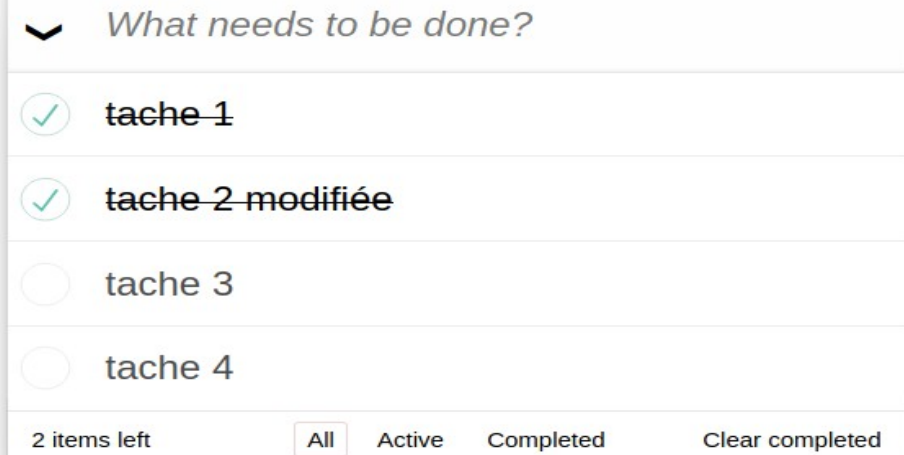 What needs to be done?
tache 1
tache 2 modifiée
tache 3
tache 4
2 items left All Active Completed Clear completed